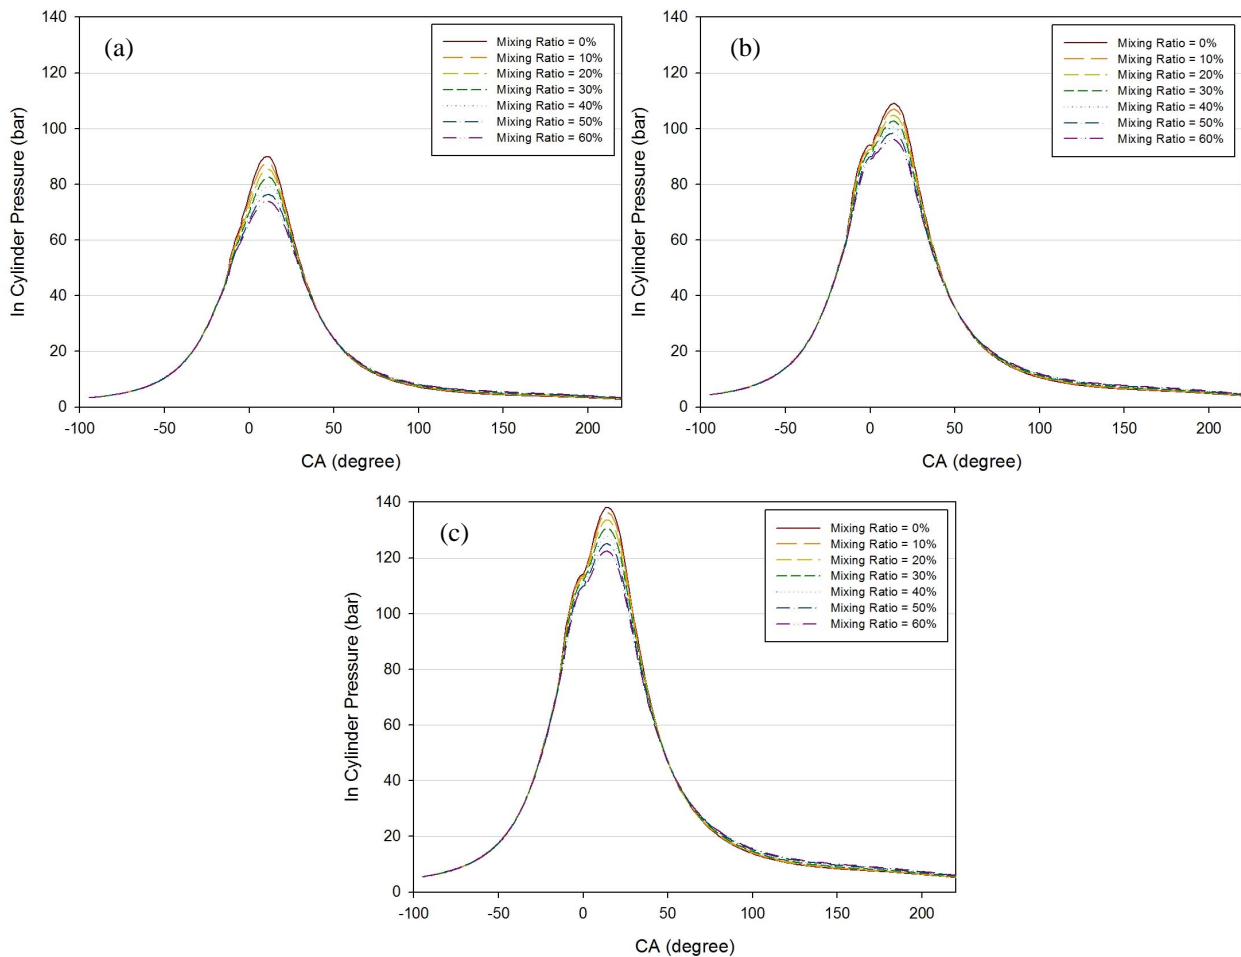 (a)
In Cylinder Pressure (bar)
140
120
100
80
60
40
20
0
Mixing Ratio = 0%
Mixing Ratio = 10%
Mixing Ratio = 20%
Mixing Ratio = 30%
Mixing Ratio = 40%
Mixing Ratio = 50%
Mixing Ratio = 60%
-100 -50 0 50 100 150 200
CA (degree)
(b)
In Cylinder Pressure (bar)
140
120
100
80
60
40
20
0
Mixing Ratio = 0%
Mixing Ratio = 10%
Mixing Ratio = 20%
Mixing Ratio = 30%
Mixing Ratio = 40%
Mixing Ratio = 50%
Mixing Ratio = 60%
-100 -50 0 50 100 150 200
CA (degree)
(c)
In Cylinder Pressure (bar)
140
120
100
80
60
40
20
0
Mixing Ratio = 0%
Mixing Ratio = 10%
Mixing Ratio = 20%
Mixing Ratio = 30%
Mixing Ratio = 40%
Mixing Ratio = 50%
Mixing Ratio = 60%
-100 -50 0 50 100 150 200
CA (degree)